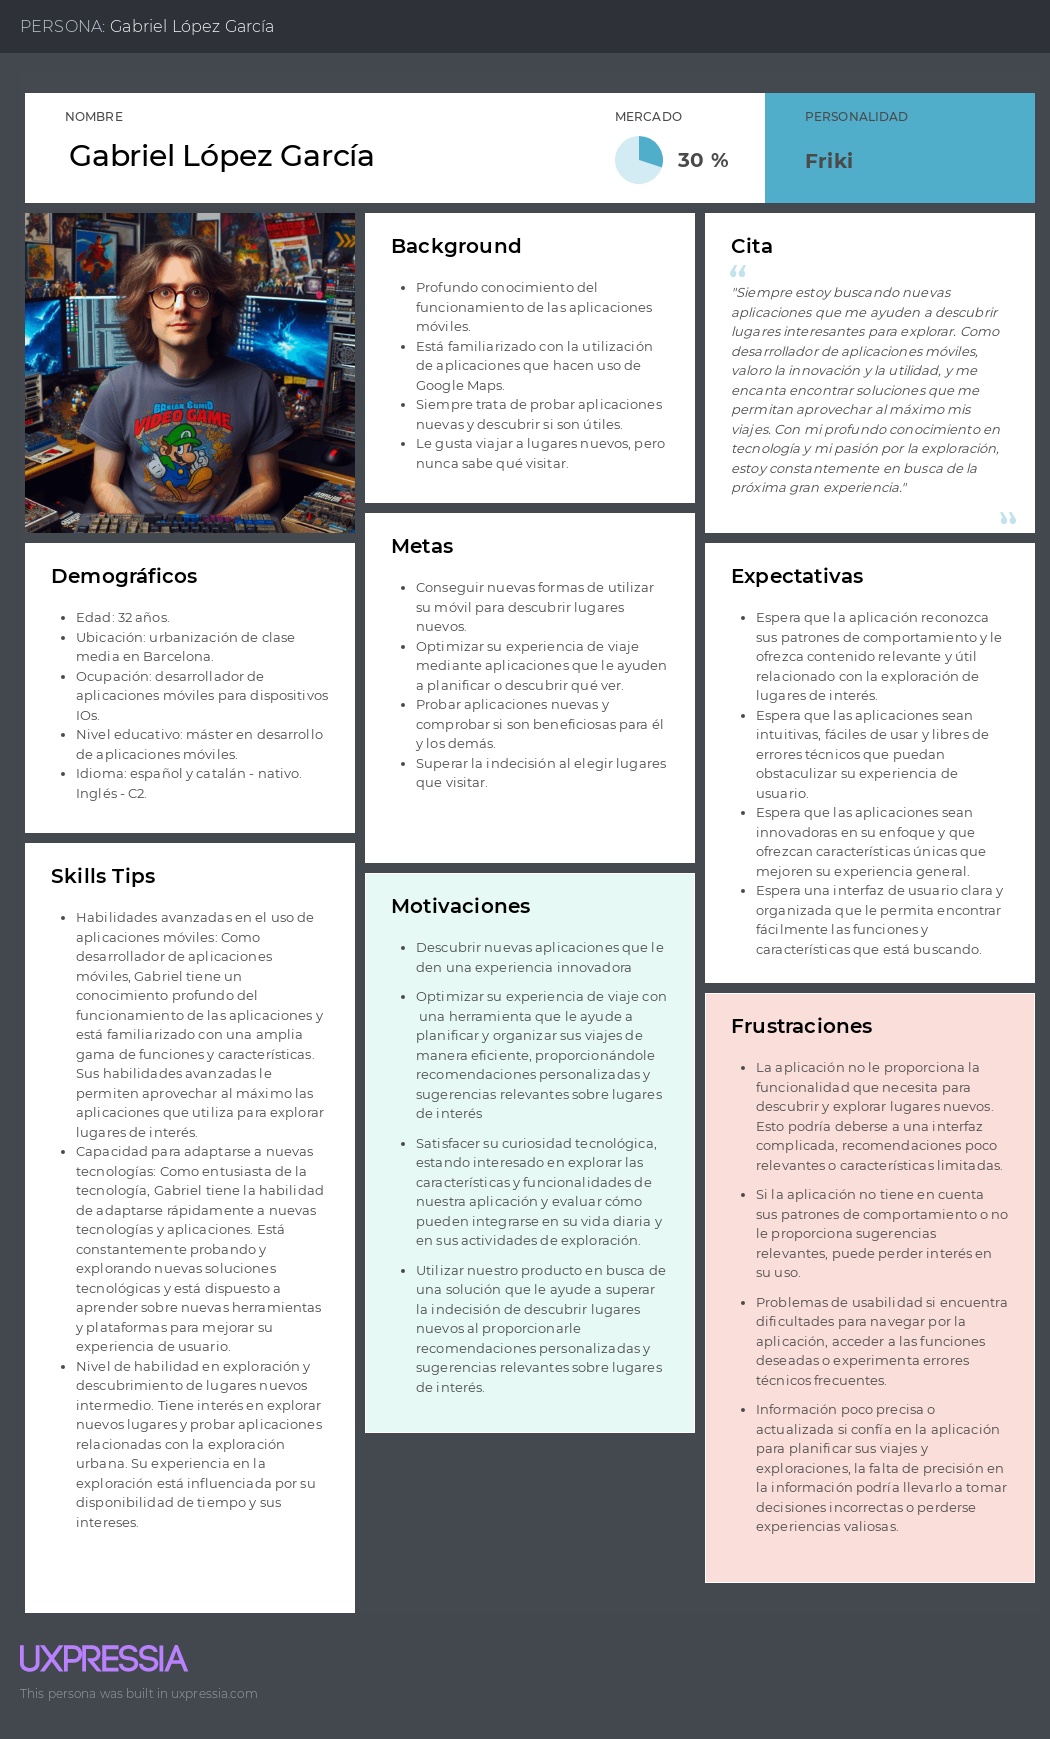 PERSONA: Gabriel López García
NOMBRE
Gabriel López García
MERCADO
30 %
PERSONALIDAD
Friki
VIDEO GAME
Background
• Profundo conocimiento del
funcionamiento de las aplicaciones
móviles.
• Está familiarizado con la utilización
de aplicaciones que hacen uso de
Google Maps.
• Siempre trata de probar aplicaciones
nuevas y descubrir si son útiles.
• Le gusta viajar a lugares nuevos, pero
nunca sabe qué visitar.
Cita
“
"Siempre estoy buscando nuevas
aplicaciones que me ayuden a descubrir
lugares interesantes para explorar. Como
desarrollador de aplicaciones móviles,
valoro la innovación y la utilidad, y me
encanta encontrar soluciones que me
permitan aprovechar al máximo mis
viajes. Con mi profundo conocimiento en
tecnología y mi pasión por la exploración,
estoy constantemente en busca de la
próxima gran experiencia."
”
Demográficos
• Edad: 32 años.
• Ubicación: urbanización de clase
media en Barcelona.
• Ocupación: desarrollador de
aplicaciones móviles para dispositivos
IOs.
• Nivel educativo: máster en desarrollo
de aplicaciones móviles.
• Idioma: español y catalán - nativo.
Inglés - C2.
Metas
• Conseguir nuevas formas de utilizar
su móvil para descubrir lugares
nuevos.
• Optimizar su experiencia de viaje
mediante aplicaciones que le ayuden
a planificar o descubrir qué ver.
• Probar aplicaciones nuevas y
comprobar si son beneficiosas para él
y los demás.
• Superar la indecisión al elegir lugares
que visitar.
Expectativas
• Espera que la aplicación reconozca
sus patrones de comportamiento y le
ofrezca contenido relevante y útil
relacionado con la exploración de
lugares de interés.
• Espera que las aplicaciones sean
intuitivas, fáciles de usar y libres de
errores técnicos que puedan
obstaculizar su experiencia de
usuario.
• Espera que las aplicaciones sean
innovadoras en su enfoque y que
ofrezcan características únicas que
mejoren su experiencia general.
• Espera una interfaz de usuario clara y
organizada que le permita encontrar
fácilmente las funciones y
características que está buscando.
Skills Tips
• Habilidades avanzadas en el uso de
aplicaciones móviles: Como
desarrollador de aplicaciones
móviles, Gabriel tiene un
conocimiento profundo del
funcionamiento de las aplicaciones y
está familiarizado con una amplia
gama de funciones y características.
Sus habilidades avanzadas le
permiten aprovechar al máximo las
aplicaciones que utiliza para explorar
lugares de interés.
• Capacidad para adaptarse a nuevas
tecnologías: Como entusiasta de la
tecnología, Gabriel tiene la habilidad
de adaptarse rápidamente a nuevas
tecnologías y aplicaciones. Está
constantemente probando y
explorando nuevas soluciones
tecnológicas y está dispuesto a
aprender sobre nuevas herramientas
y plataformas para mejorar su
experiencia de usuario.
• Nivel de habilidad en exploración y
descubrimiento de lugares nuevos
intermedio. Tiene interés en explorar
nuevos lugares y probar aplicaciones
relacionadas con la exploración
urbana. Su experiencia en la
exploración está influenciada por su
disponibilidad de tiempo y sus
intereses.
Motivaciones
• Descubrir nuevas aplicaciones que le
den una experiencia innovadora
• Optimizar su experiencia de viaje con
una herramienta que le ayude a
planificar y organizar sus viajes de
manera eficiente, proporcionándole
recomendaciones personalizadas y
sugerencias relevantes sobre lugares
de interés
• Satisfacer su curiosidad tecnológica,
estando interesado en explorar las
características y funcionalidades de
nuestra aplicación y evaluar cómo
pueden integrarse en su vida diaria y
en sus actividades de exploración.
• Utilizar nuestro producto en busca de
una solución que le ayude a superar
la indecisión de descubrir lugares
nuevos al proporcionarle
recomendaciones personalizadas y
sugerencias relevantes sobre lugares
de interés.
Frustraciones
• La aplicación no le proporciona la
funcionalidad que necesita para
descubrir y explorar lugares nuevos.
Esto podría deberse a una interfaz
complicada, recomendaciones poco
relevantes o características limitadas.
• Si la aplicación no tiene en cuenta
sus patrones de comportamiento o no
le proporciona sugerencias
relevantes, puede perder interés en
su uso.
• Problemas de usabilidad si encuentra
dificultades para navegar por la
aplicación, acceder a las funciones
deseadas o experimenta errores
técnicos frecuentes.
• Información poco precisa o
actualizada si confía en la aplicación
para planificar sus viajes y
exploraciones, la falta de precisión en
la información podría llevarlo a tomar
decisiones incorrectas o perderse
experiencias valiosas.
UXPRESSIA
This persona was built in uxpressia.com